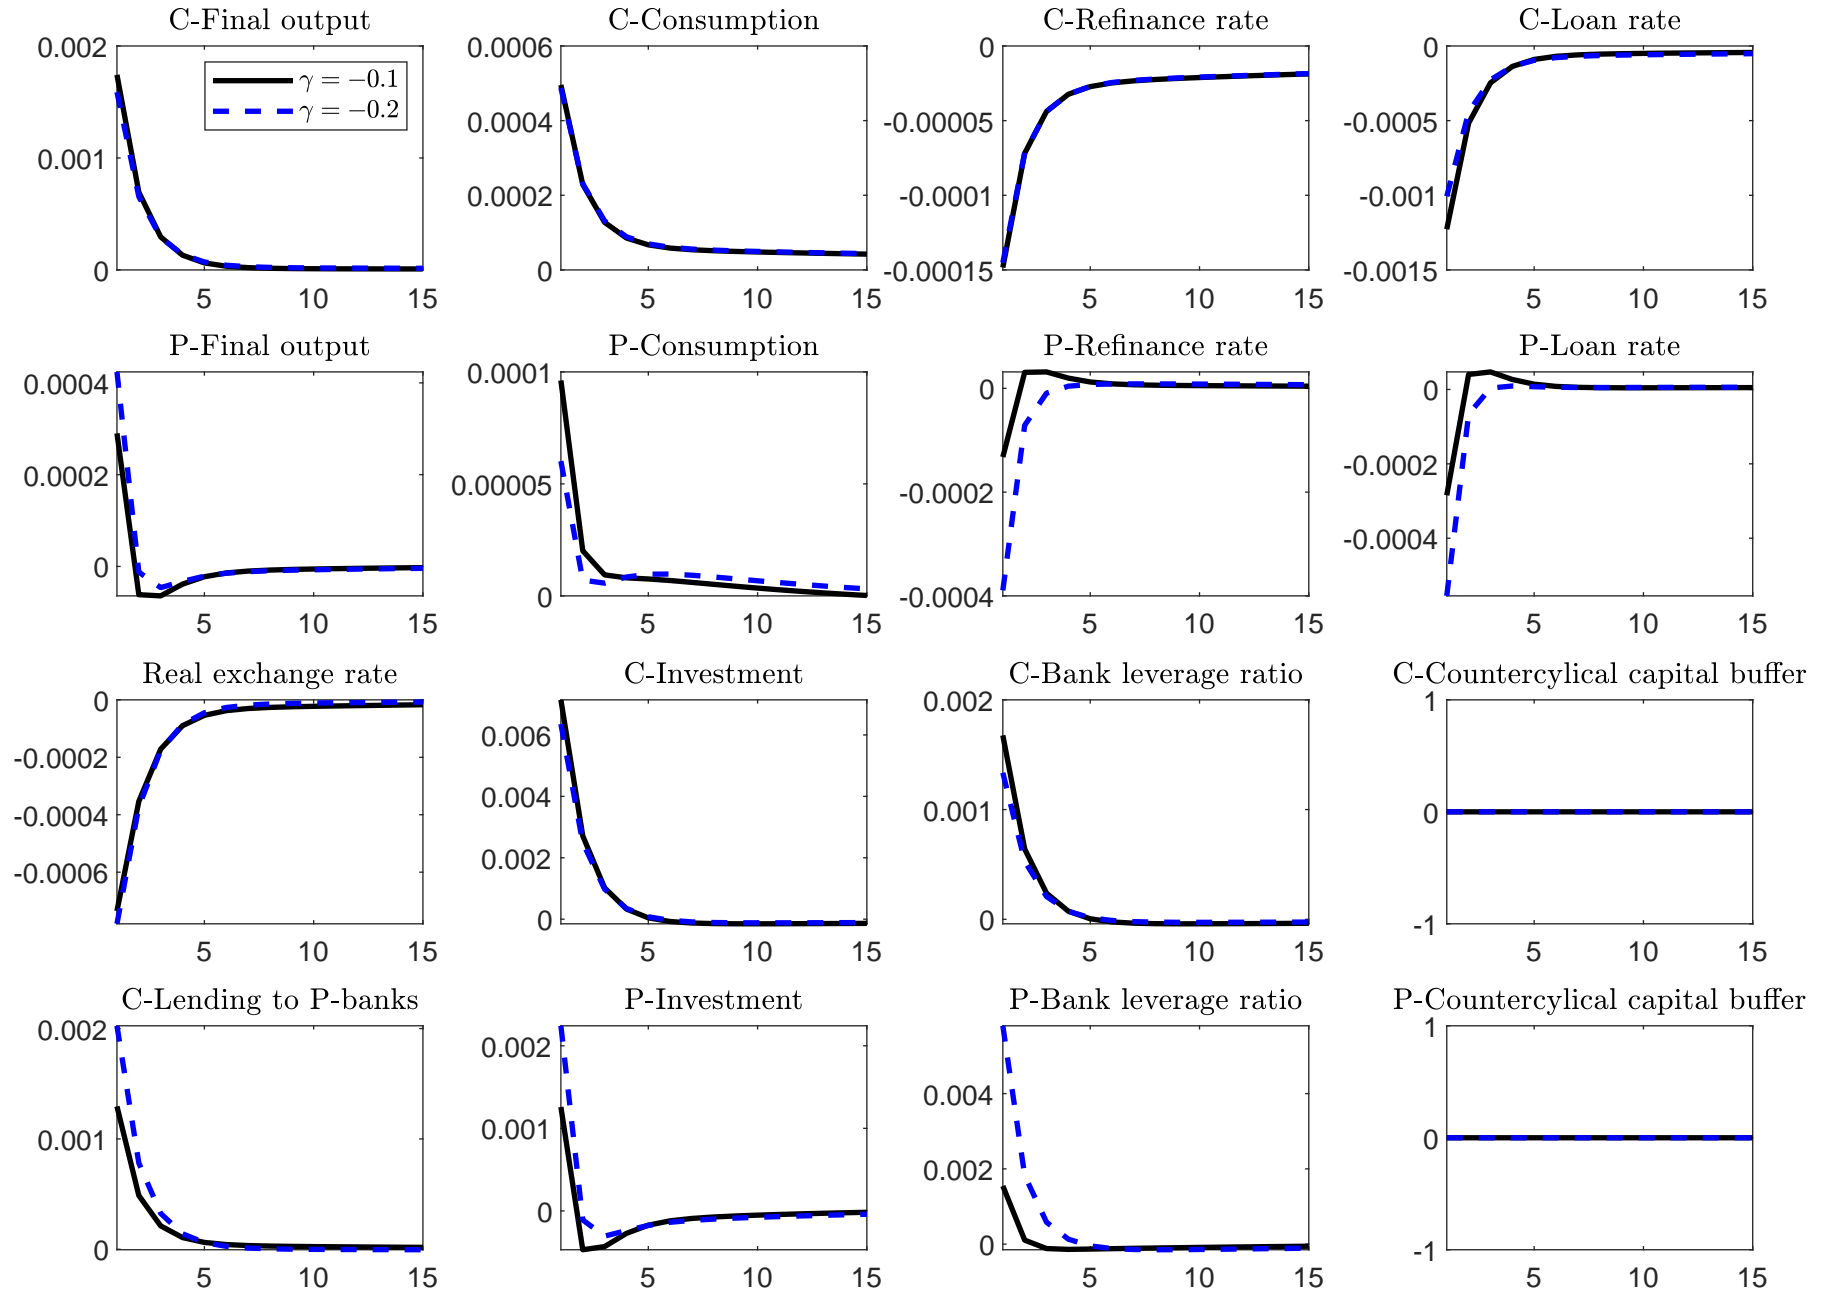 C-Final output
C-Consumption
C-Refinance rate
C-Loan rate
0.002
0.001
0
γ = −0.1
γ = −0.2
5 10 15
0.0006
0.0004
0.0002
0
5 10 15
0
-0.00005
-0.0001
-0.00015
5 10 15
0
-0.0005
-0.001
-0.0015
5 10 15
P-Final output
P-Consumption
P-Refinance rate
P-Loan rate
0.0004
0.0002
0
5 10 15
0.0001
0.00005
0
5 10 15
0
-0.0002
-0.0004
5 10 15
0
-0.0002
-0.0004
5 10 15
Real exchange rate
C-Investment
C-Bank leverage ratio
C-Countercylical capital buffer
0
-0.0002
-0.0004
-0.0006
5 10 15
0.006
0.004
0.002
0
5 10 15
0.002
0.001
0
5 10 15
1
0
-1
5 10 15
C-Lending to P-banks
P-Investment
P-Bank leverage ratio
P-Countercylical capital buffer
0.002
0.001
0
5 10 15
0.002
0.001
0
5 10 15
0.004
0.002
0
5 10 15
1
0
-1
5 10 15